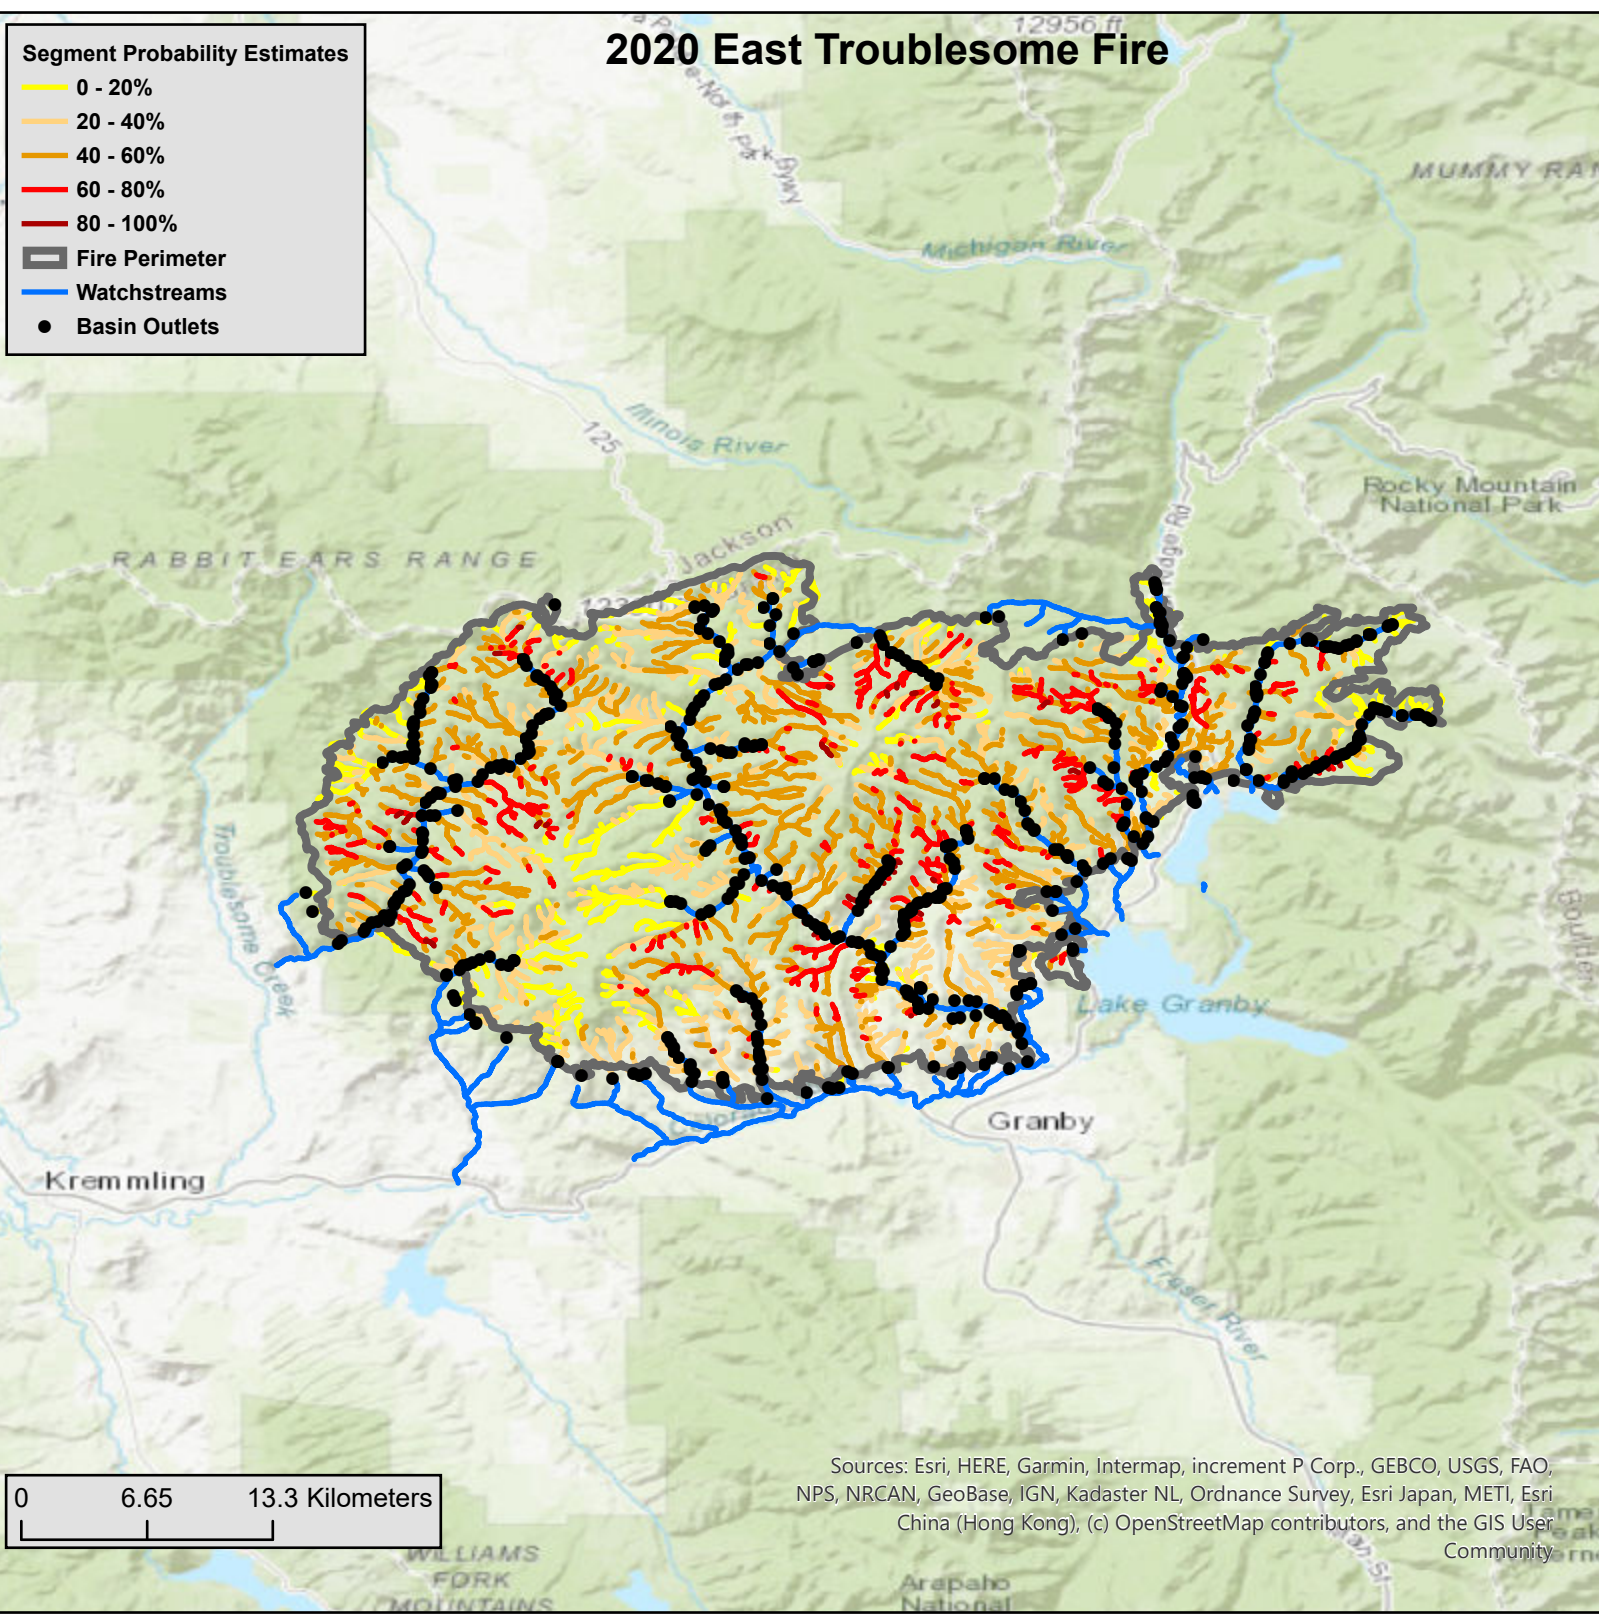 12956 ft
2020 East Troublesome Fire
Segment Probability Estimates
0 - 20%
20 - 40%
40 - 60%
60 - 80%
80 - 100%
Fire Perimeter
Watchstreams
Basin Outlets
MUMMY RAN
Michigan River
Illinois River
125
Rocky Mountain
National Park
Jackson
RABBIT EARS RANGE
Ridge Rd
Troublesome Creek
Boulder
Lake Granby
Granby
Kremmling
Fraser River
0 6.65 13.3 Kilometers
Sources: Esri, HERE, Garmin, Intermap, increment P Corp., GEBCO, USGS, FAO,
NPS, NRCAN, GeoBase, IGN, Kadaster NL, Ordnance Survey, Esri Japan, METI, Esri
China (Hong Kong), (c) OpenStreetMap contributors, and the GIS User
Community
WILLIAMS
FORK
MOUNTAINS
Arapaho
National